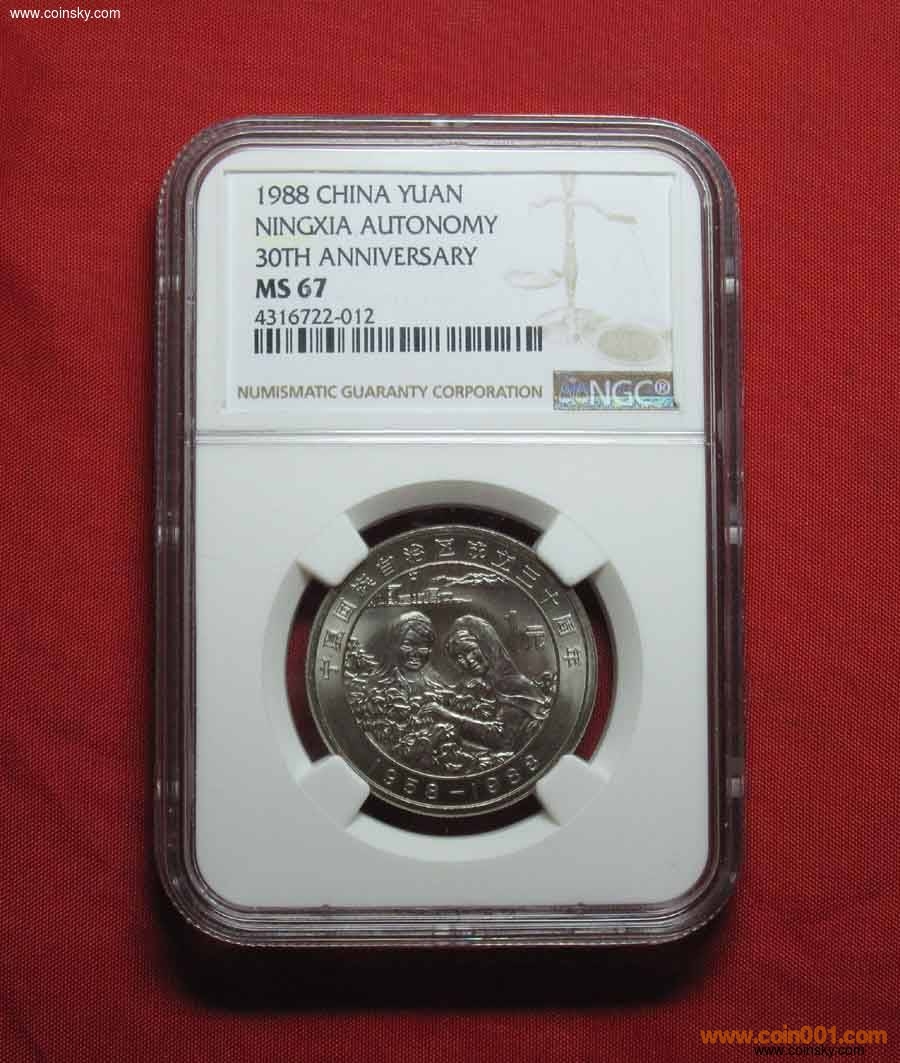 www.coinsky.com
1988 CHINA YUAN
NINGXIA AUTONOMY
30TH ANNIVERSARY
MS 67
4316722-012
NUMISMATIC GUARANTY CORPORATION
NGC®
宁夏回族自治区成立三十周年
1元
1958-1988
www.coin001.com
www.coinsky.com